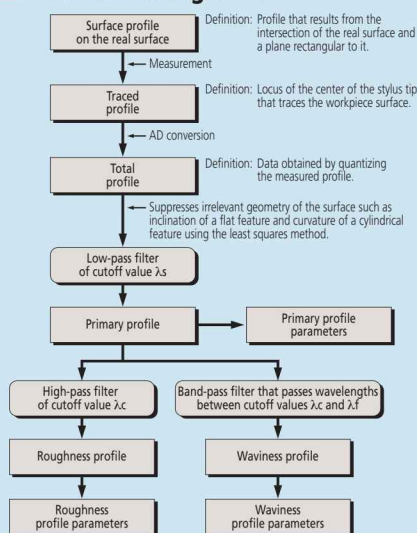 Surface profile
on the real surface
Definition: Profile that results from the
intersection of the real surface and
a plane rectangular to it.
Measurement
Traced
profile
Definition: Locus of the center of the stylus tip
that traces the workpiece surface.
AD conversion
Total
profile
Definition: Data obtained by quantizing
the measured profile.
Suppresses irrelevant geometry of the surface such as
inclination of a flat feature and curvature of a cylindrical
feature using the least squares method.
Low-pass filter
of cutoff value λs
Primary profile
Primary profile
parameters
High-pass filter
of cutoff value λc
Band-pass filter that passes wavelengths
between cutoff values λc and λf
Roughness profile
Waviness profile
Roughness
profile parameters
Waviness
profile parameters